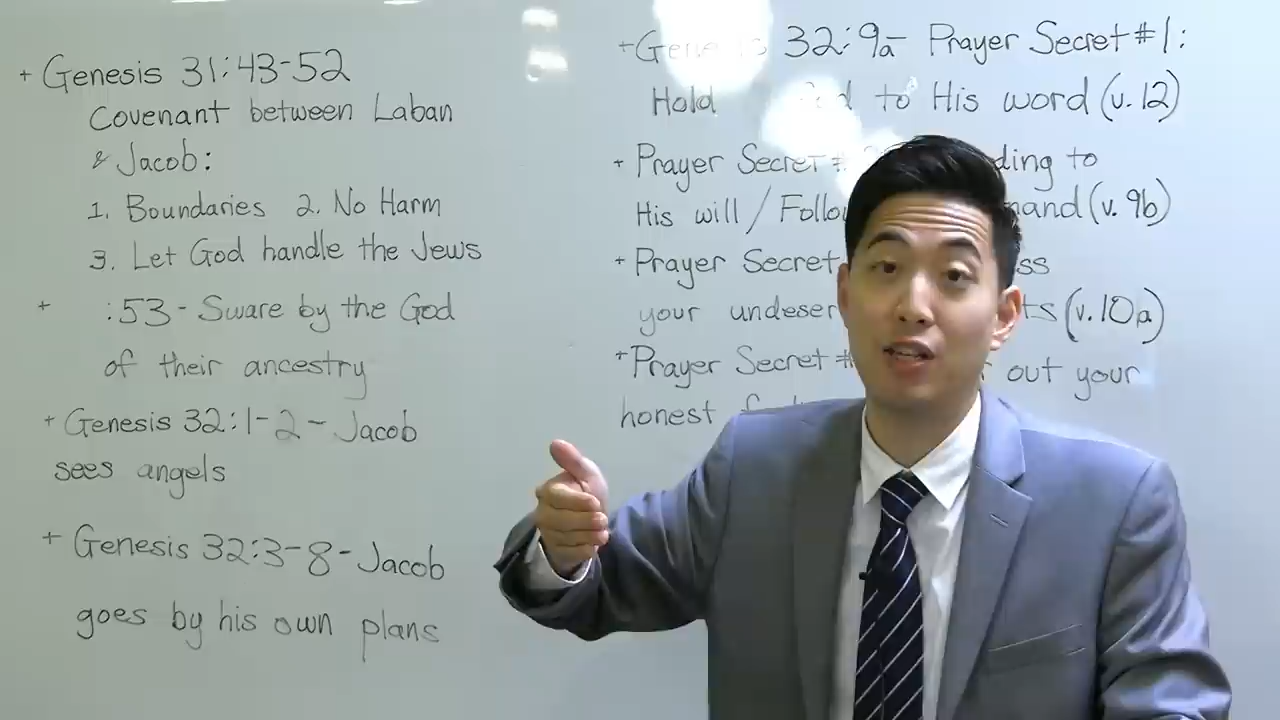 + Genesis 31:43-52
Covenant between Laban
& Jacob:
1. Boundaries 2. No Harm
3. Let God handle the Jews
+ :53 - Sware by the God
of their ancestry
+ Genesis 32:1-2 - Jacob
sees angels
+ Genesis 32:3-8 - Jacob
goes by his own plans
+ 32:9a - Prayer Secret #1:
Hold to His word (v.12)
+ Prayer Secret to
His will / (v. 9b)
+ Prayer Secret
your (v.10a)
+ Prayer Secret # out your
honest